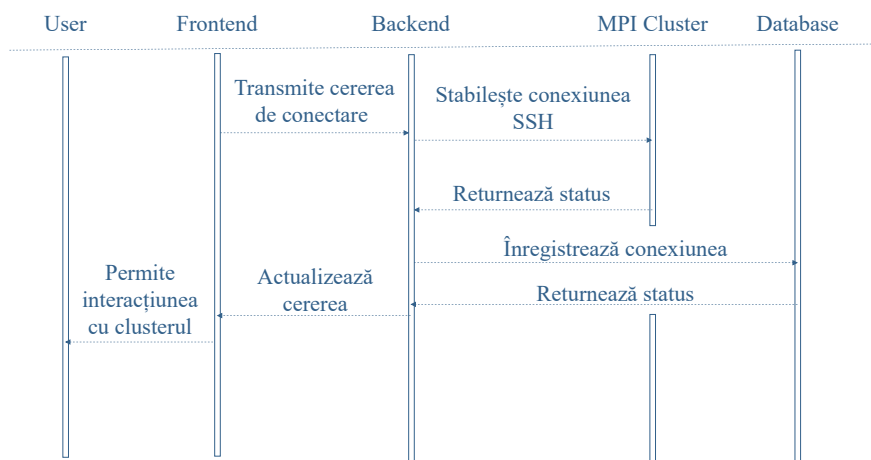 User
Frontend
Backend
MPI Cluster
Database
Transmite cererea
de conectare
Stabilește conexiunea
SSH
Returnează status
Înregistrează conexiunea
Returnează status
Actualizează
cererea
Permite
interacțiunea
cu clusterul